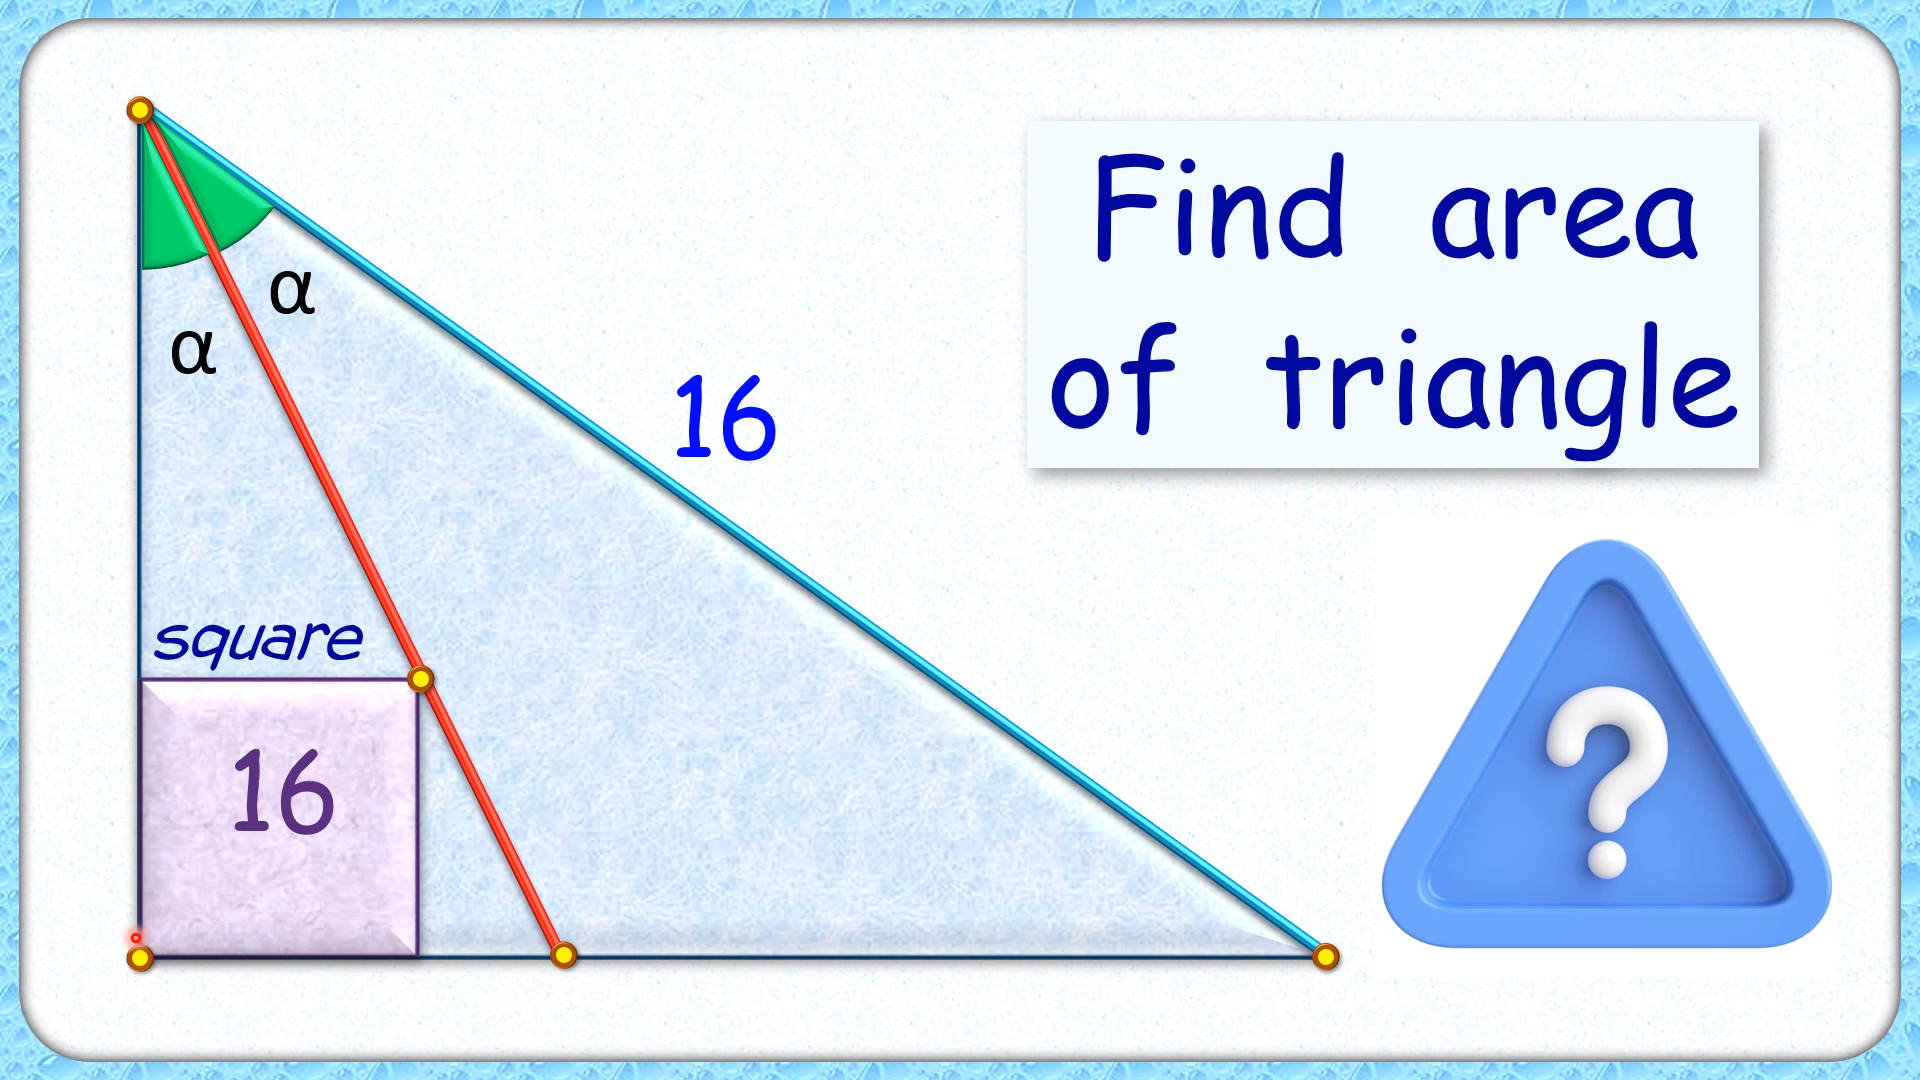 Find area
of triangle
α
α
16
square
16
?